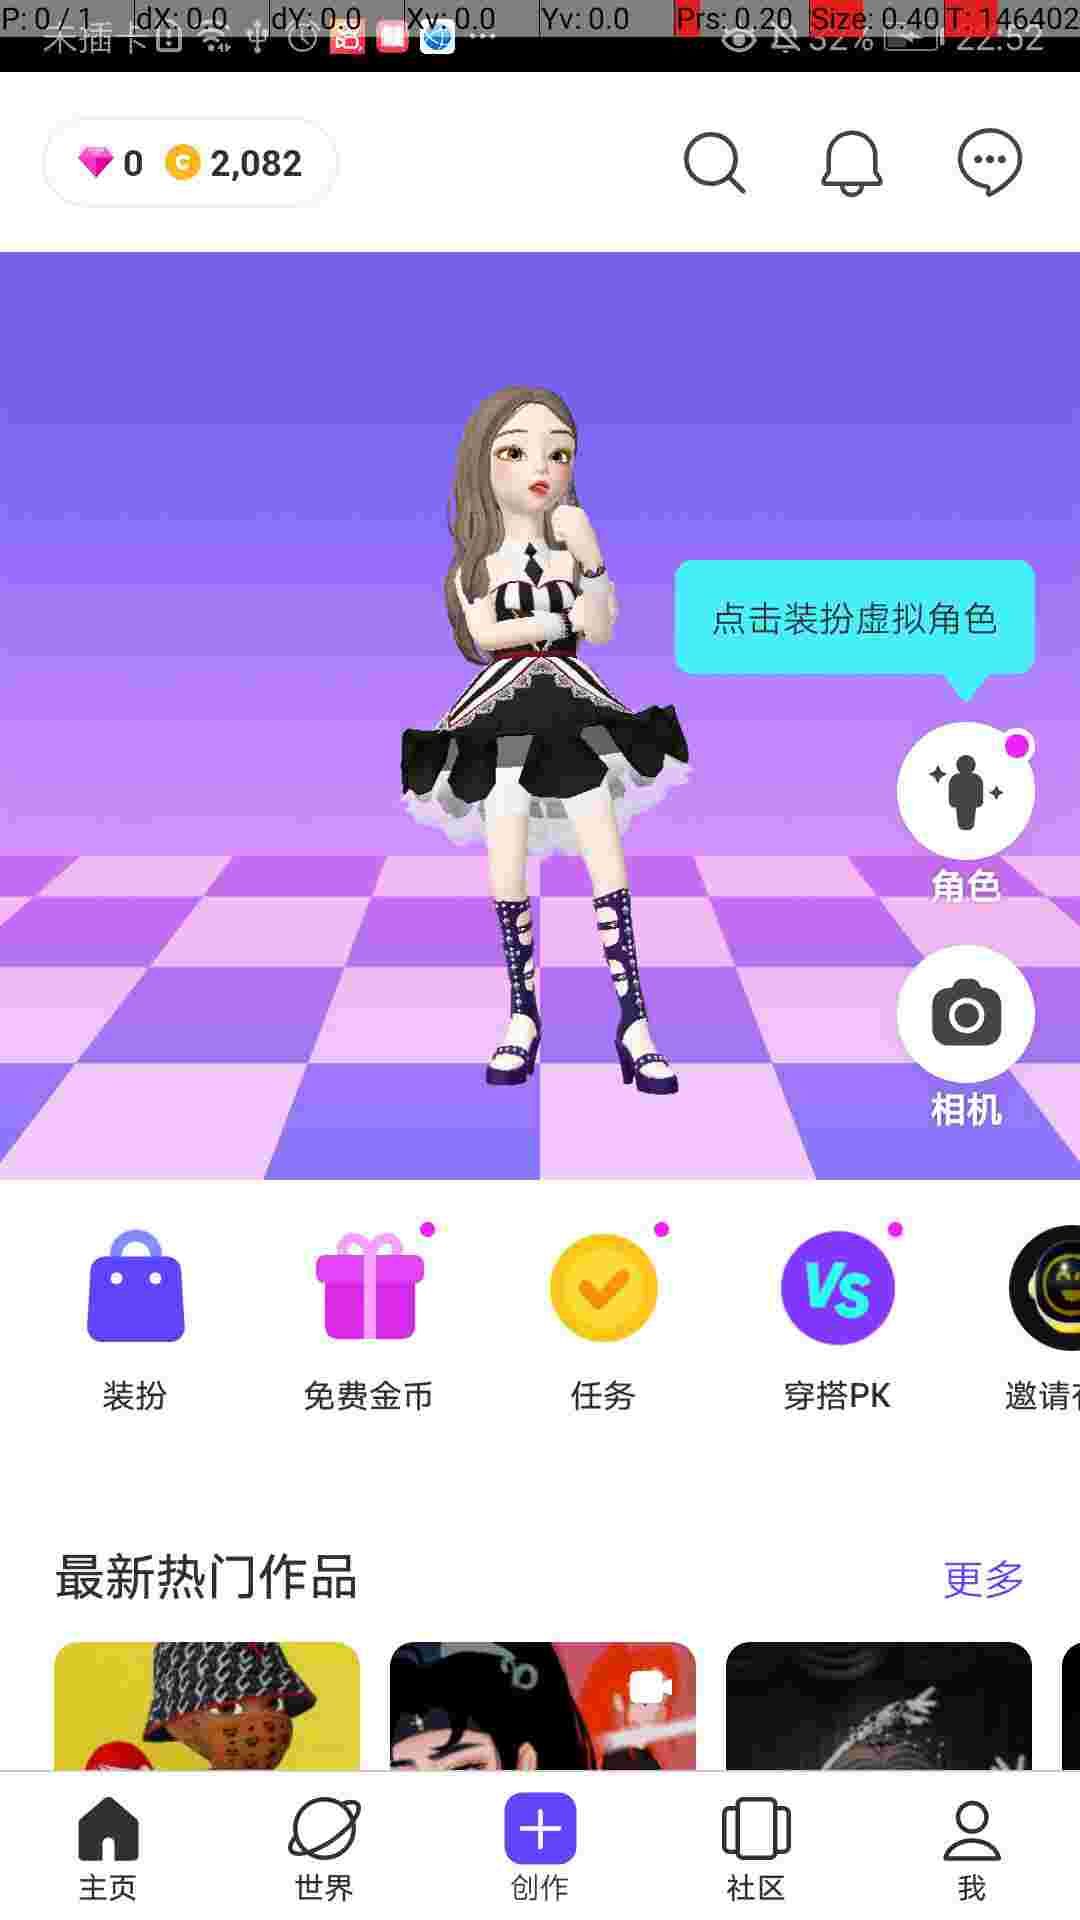 P: 0 / 1 dX: 0.0 dY: 0.0 Xv: 0.0 Yv: 0.0 Prs: 0.20 Size: 0.40 T: 146402
未插卡 32% 22:52
0 2,082
点击装扮虚拟角色
角色
相机
VS
装扮 免费金币 任务 穿搭PK 邀请
最新热门作品 更多
主页 世界 创作 社区 我